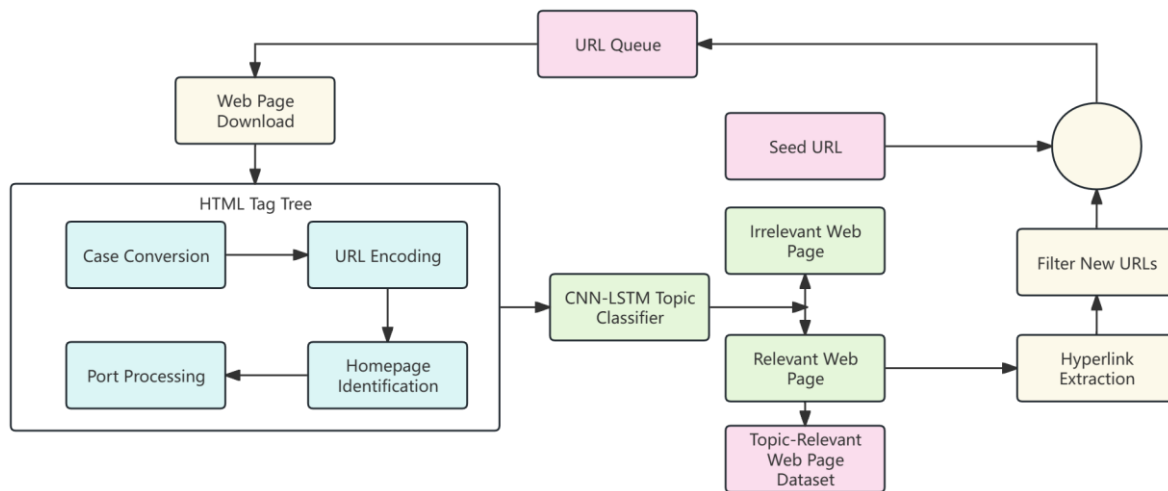 URL Queue
Web Page
Download
Seed URL
HTML Tag Tree
Case Conversion
URL Encoding
Irrelevant Web
Page
Filter New URLs
CNN-LSTM Topic
Classifier
Port Processing
Homepage
Identification
Relevant Web
Page
Hyperlink
Extraction
Topic-Relevant
Web Page
Dataset